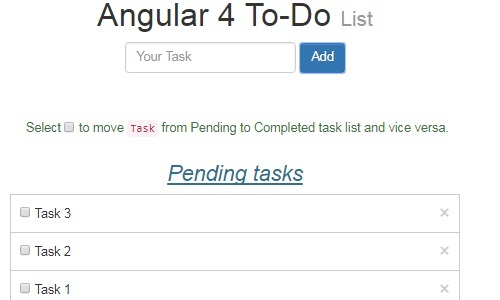 Angular 4 To-Do List
Your Task Add
Select to move Task from Pending to Completed task list and vice versa.
Pending tasks
Task 3 ×
Task 2 ×
Task 1 ×